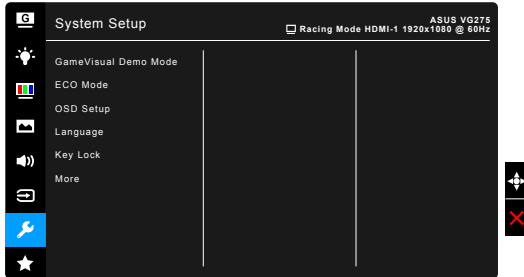 G
System Setup
ASUS VG275
Racing Mode HDMI-1 1920x1080 @ 60Hz
GameVisual Demo Mode
ECO Mode
OSD Setup
Language
Key Lock
More